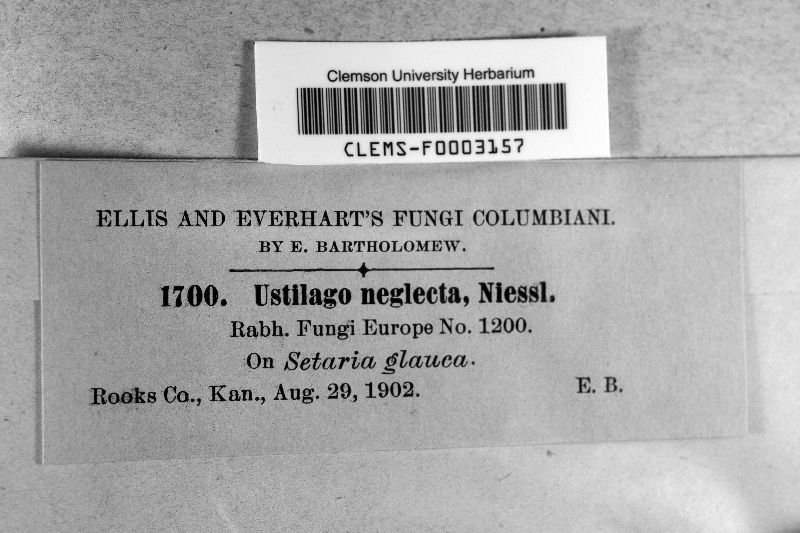 Clemson University Herbarium
CLEMS-F0003157
ELLIS AND EVERHART'S FUNGI COLUMBIANI.
BY E. BARTHOLOMEW.
1700. Ustilago neglecta, Niessl.
Rabh. Fungi Europe No. 1200.
On Setaria glauca.
Rooks Co., Kan., Aug. 29, 1902. E. B.